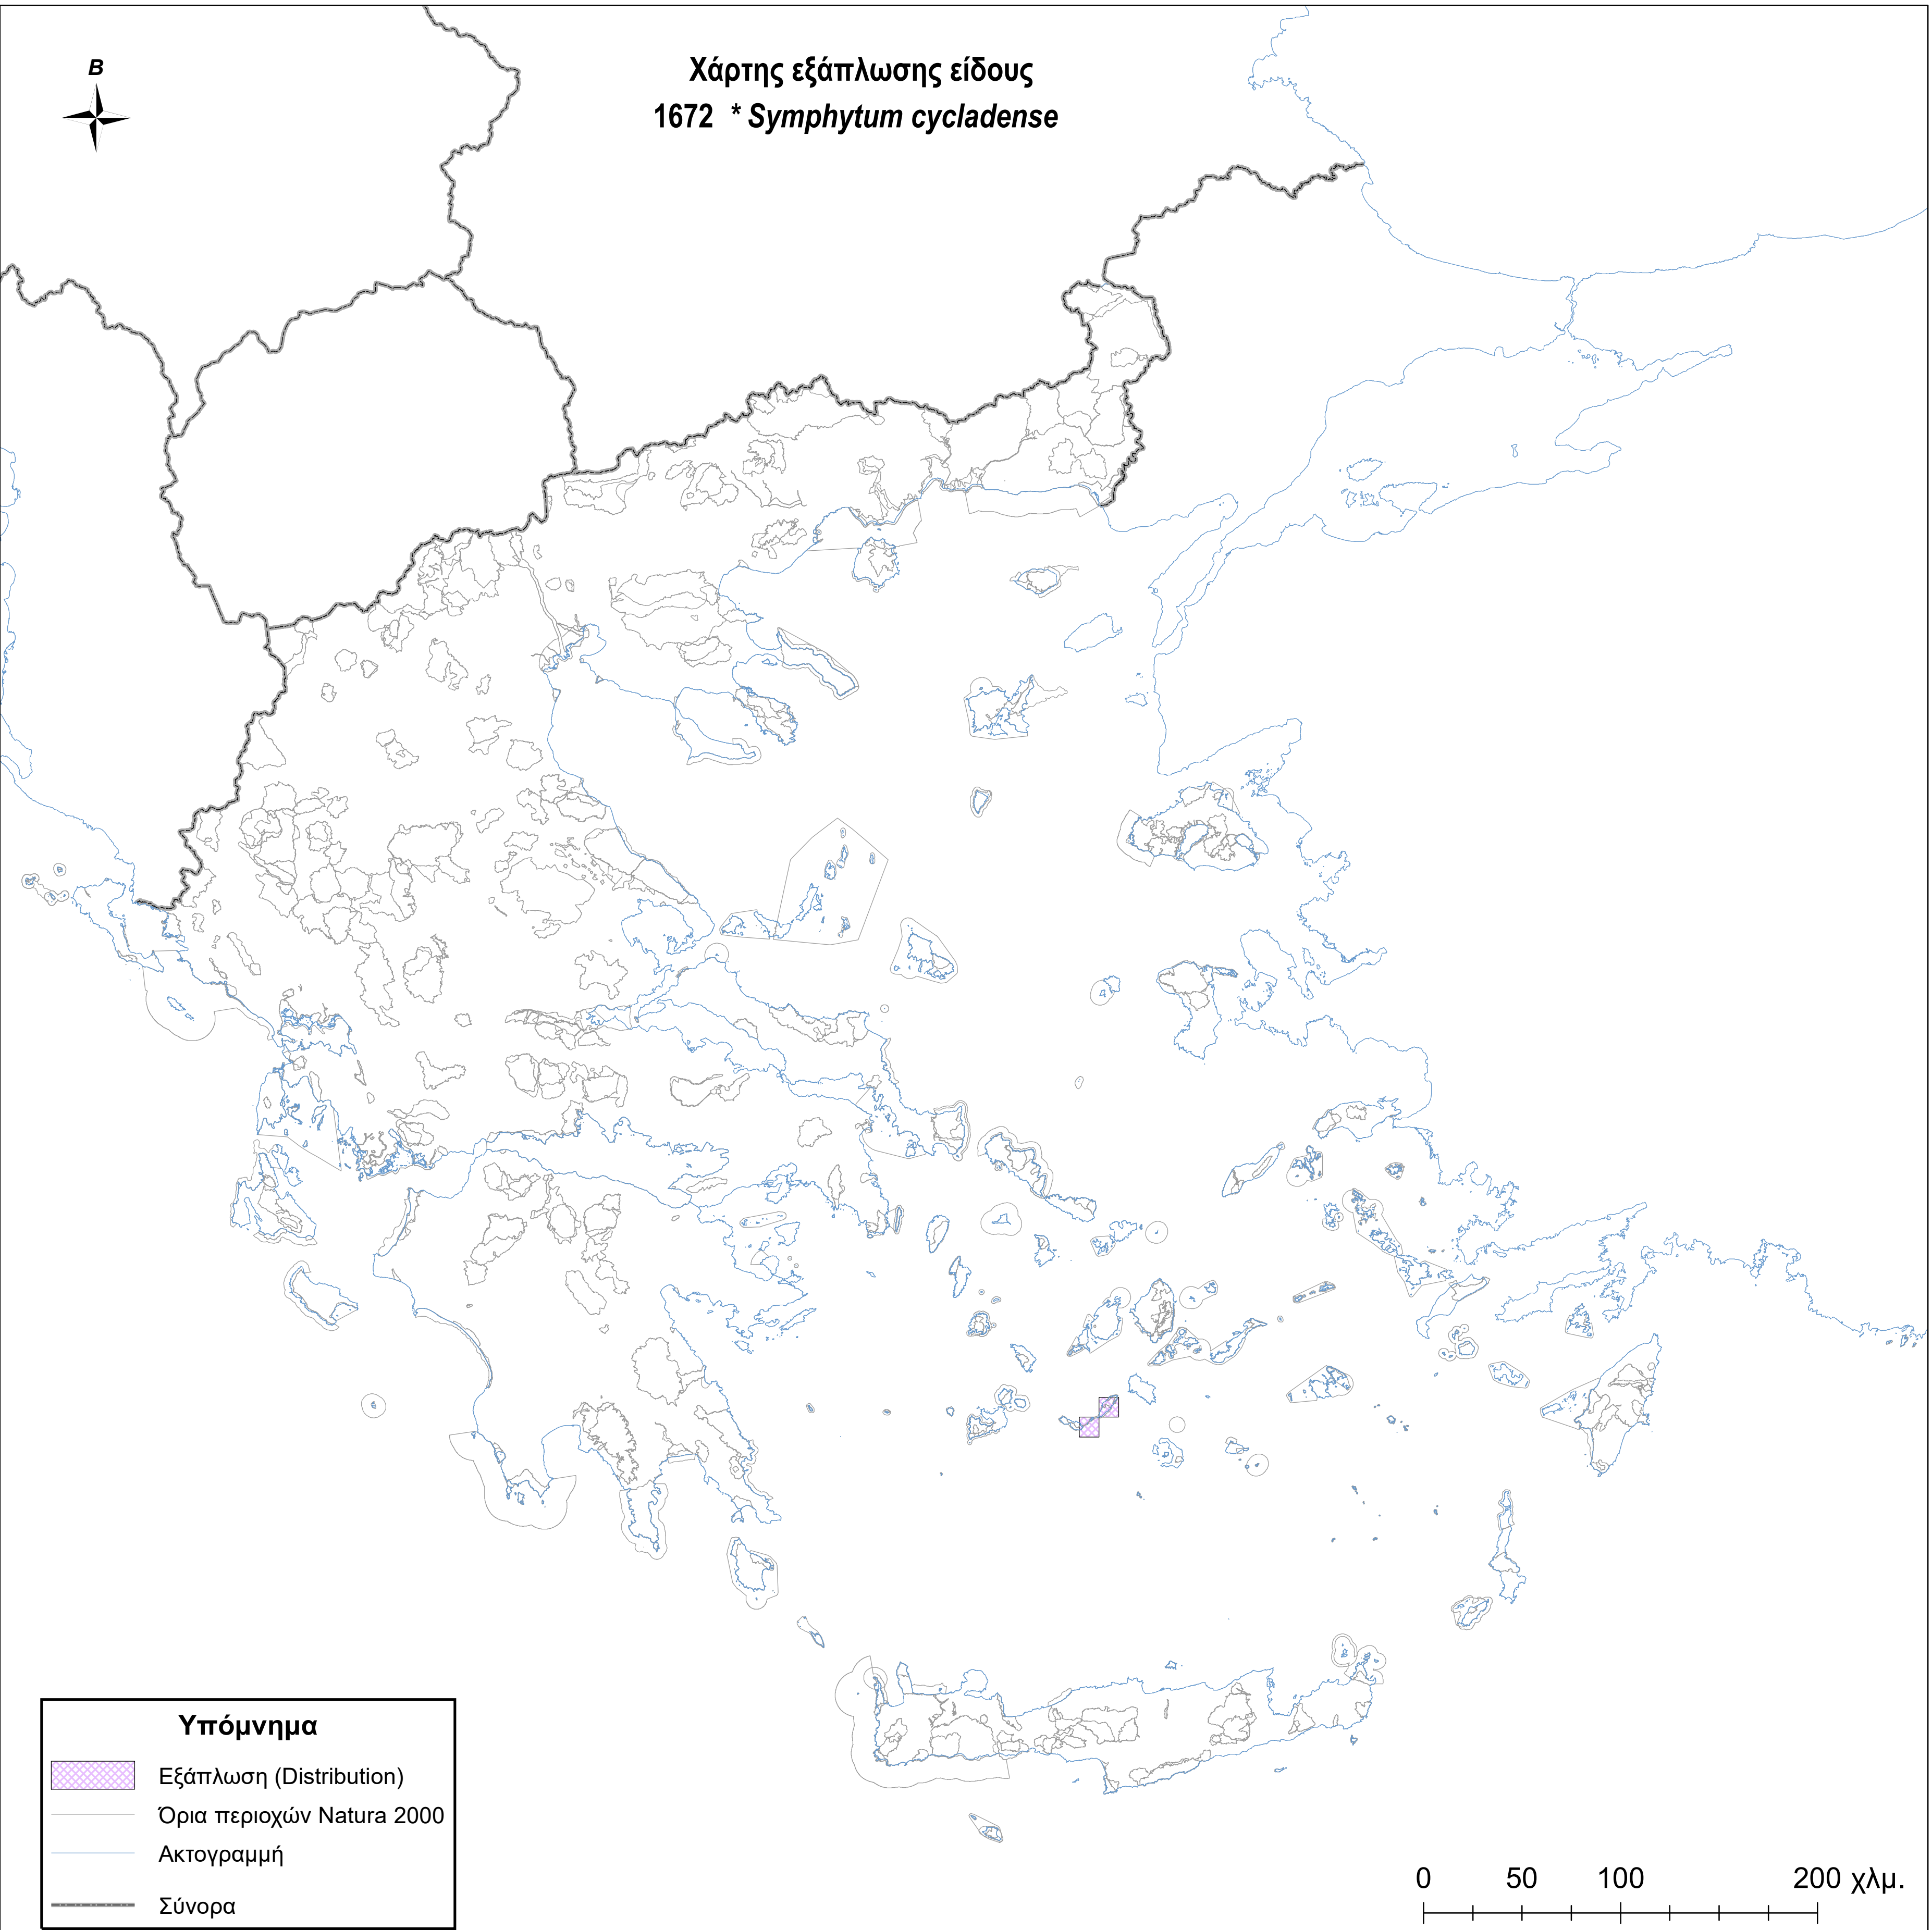 B
Χάρτης εξάπλωσης είδους
1672 * Symphytum cycladense
Υπόμνημα
Εξάπλωση (Distribution)
Όρια περιοχών Natura 2000
Ακτογραμμή
Σύνορα
0 50 100 200 χλμ.